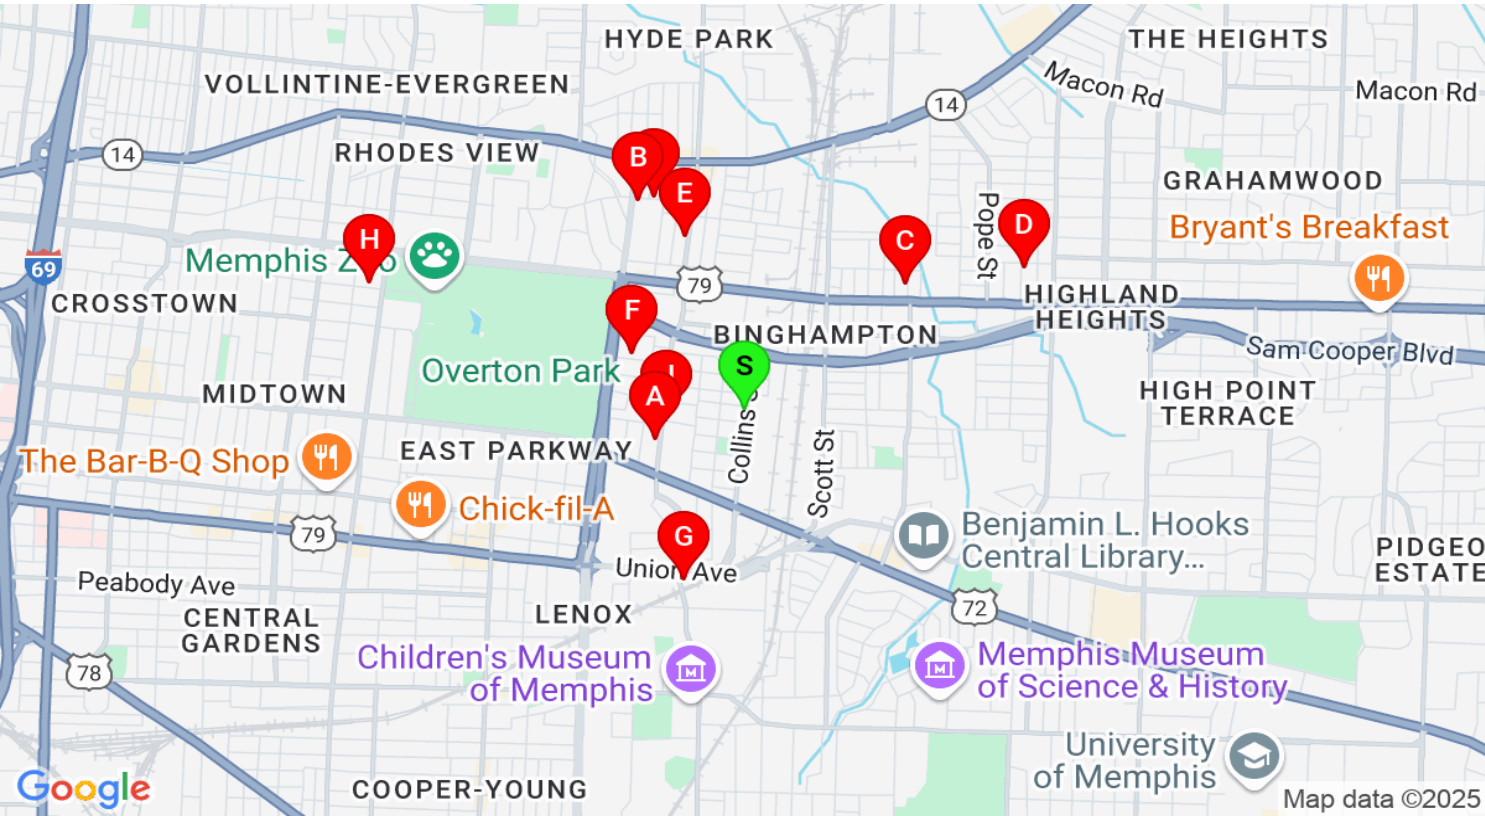 HYDE PARK
THE HEIGHTS
Macon Rd
Macon Rd
VOLLINTINE-EVERGREEN
14
14
RHODES VIEW
B
E
GRAHAMWOOD
Pope St
D
Bryant's Breakfast
H
C
Memphis Zoo
69
79
CROSSTOWN
HIGHLAND
HEIGHTS
F
BINGHAMPTON
Sam Cooper Blvd
S
Overton Park
A
MIDTOWN
HIGH POINT
TERRACE
Collins
EAST PARKWAY
The Bar-B-Q Shop
Scott St
Chick-fil-A
79
G
Benjamin L. Hooks
Central Library...
Union Ave
PIDGEO
ESTATE
Peabody Ave
72
LENOX
CENTRAL
GARDENS
Children's Museum
of Memphis
Memphis Museum
of Science & History
78
University
of Memphis
COOPER-YOUNG
Google
Map data ©2025